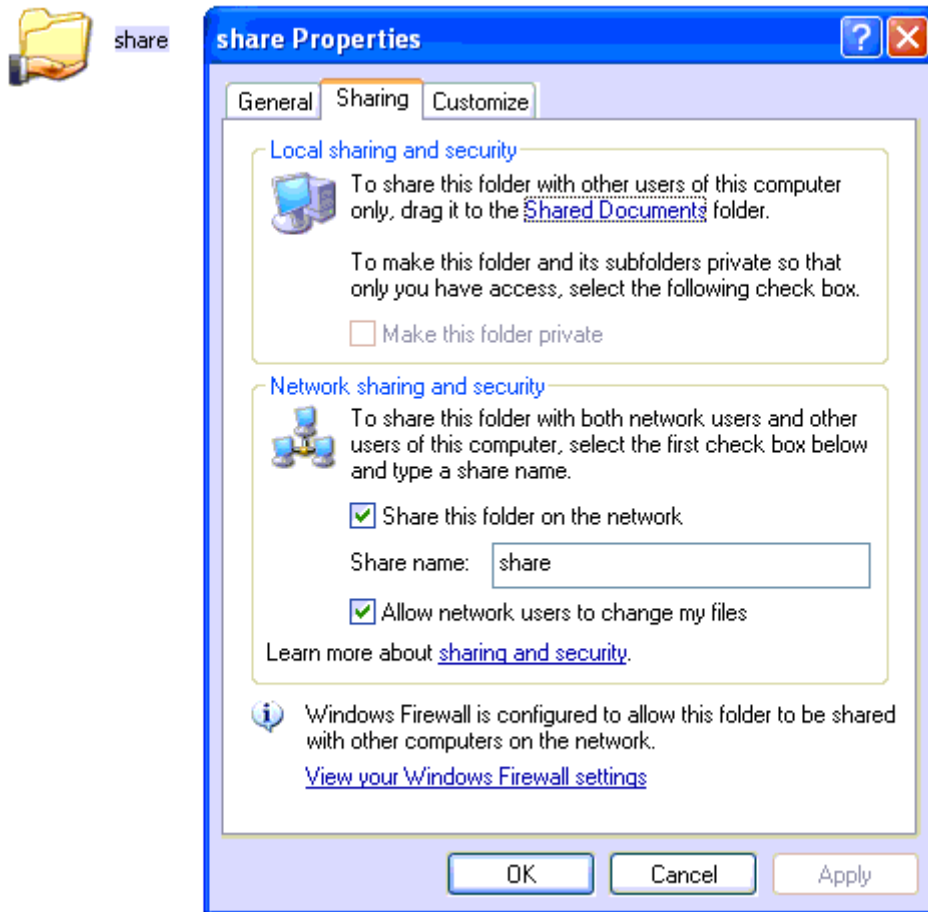 share
share Properties
General Sharing Customize
Local sharing and security
To share this folder with other users of this computer
only, drag it to the Shared Documents folder.
To make this folder and its subfolders private so that
only you have access, select the following check box.
Make this folder private
Network sharing and security
To share this folder with both network users and other
users of this computer, select the first check box below
and type a share name.
Share this folder on the network
Share name: share
Allow network users to change my files
Learn more about sharing and security.
Windows Firewall is configured to allow this folder to be shared
with other computers on the network.
View your Windows Firewall settings
OK Cancel Apply